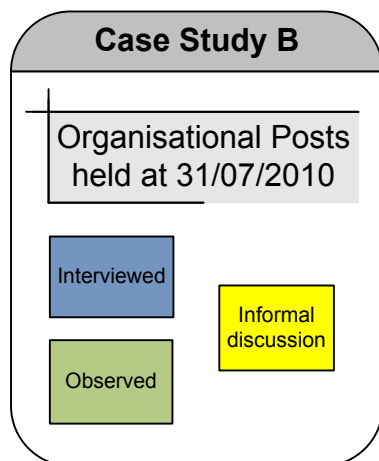 Case Study B
Organisational Posts
held at 31/07/2010
Interviewed
Informal
discussion
Observed